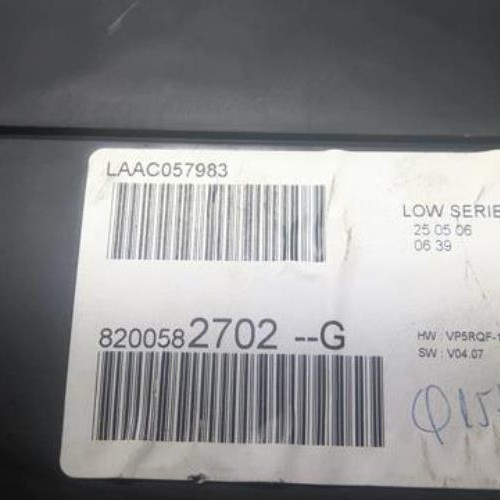 LAAC057983
LOW SERIE
25 05 06
06 39
8200582702 --G
HW : VP5RQF-1
SW : V04.07